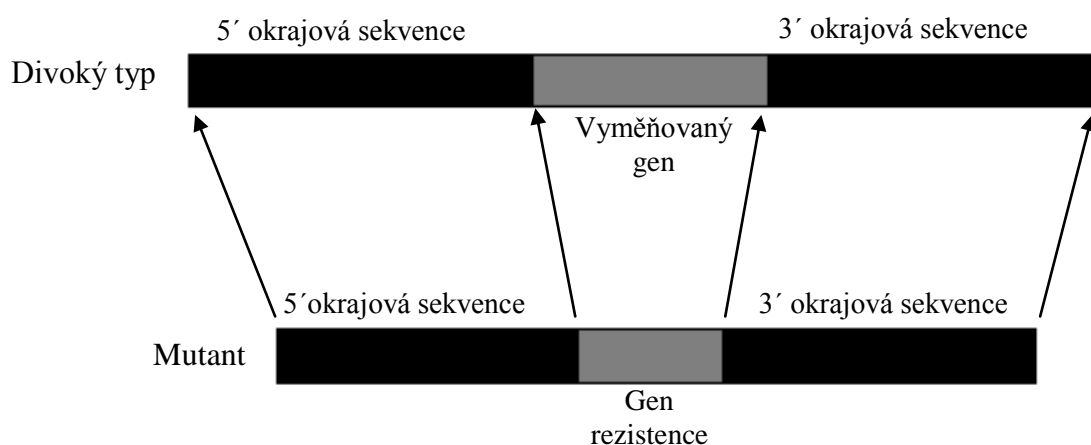 5´ okrajová sekvence
3´ okrajová sekvence
Divoký typ
Vyměňovaný
gen
5´okrajová sekvence
3´ okrajová sekvence
Mutant
Gen
rezistence